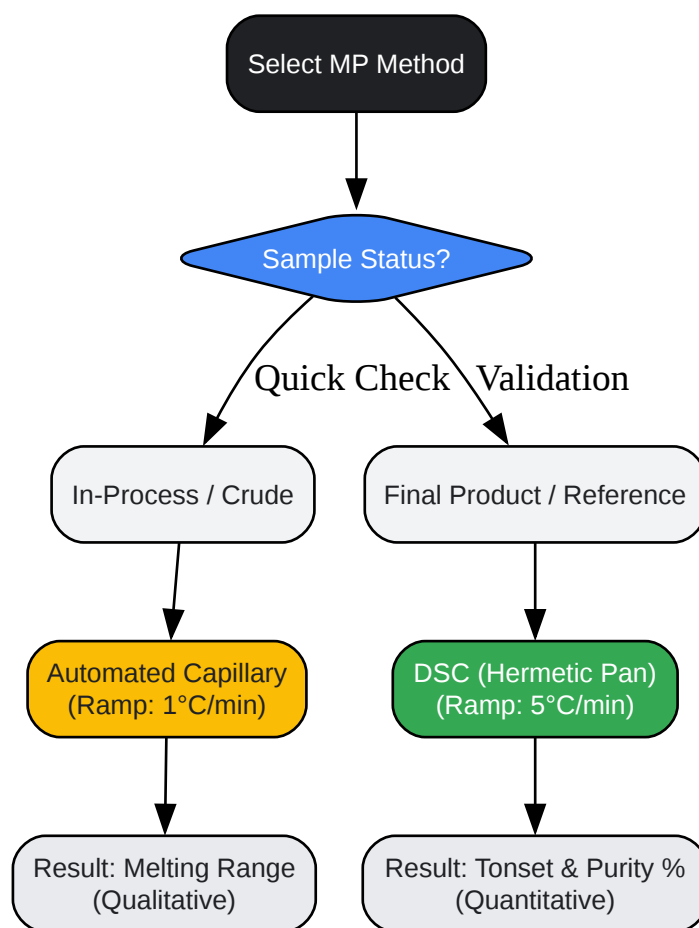 Select MP Method
Sample Status?
Quick Check
Validation
In-Process / Crude
Final Product / Reference
Automated Capillary
(Ramp: 1°C/min)
DSC (Hermetic Pan)
(Ramp: 5°C/min)
Result: Melting Range
(Qualitative)
Result: Tonset & Purity %
(Quantitative)